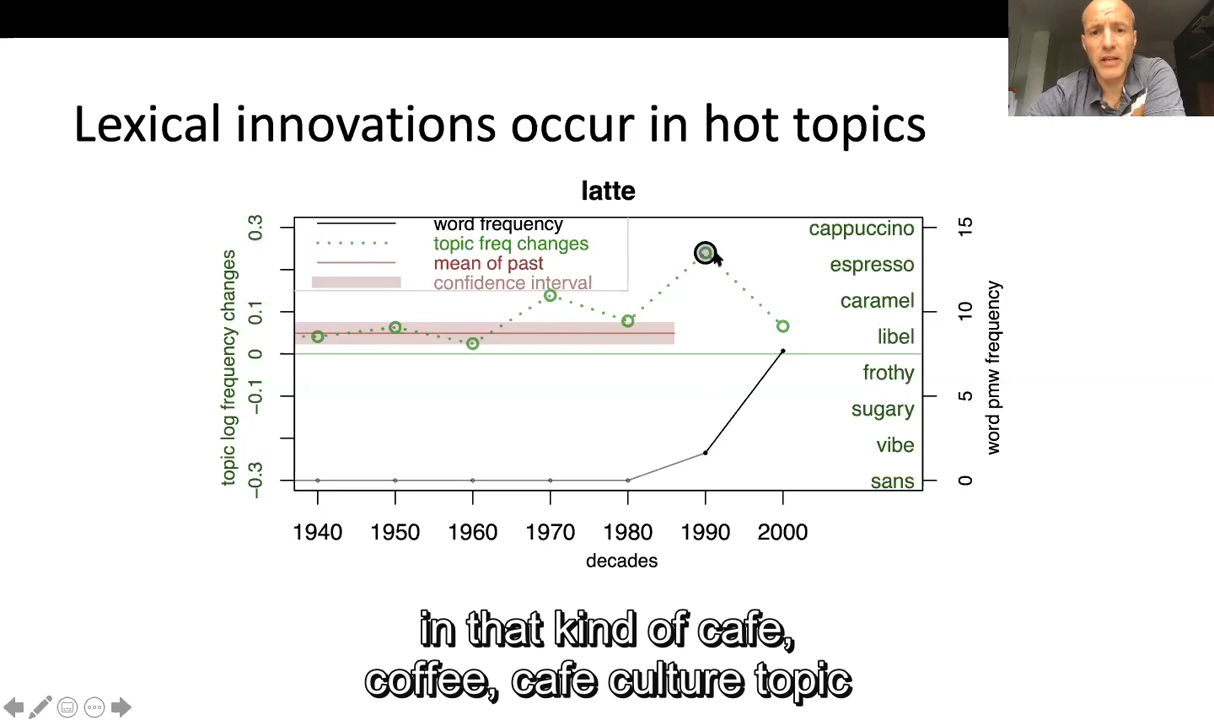 Lexical innovations occur in hot topics
latte
word frequency
topic freq changes
mean of past
confidence interval
topic log frequency changes
0.3
0.1
0
−0.1
−0.3
cappuccino
espresso
caramel
libel
frothy
sugary
vibe
sans
15
10
5
0
word pmw frequency
1940 1950 1960 1970 1980 1990 2000
decades
in that kind of cafe,
coffee, cafe culture topic